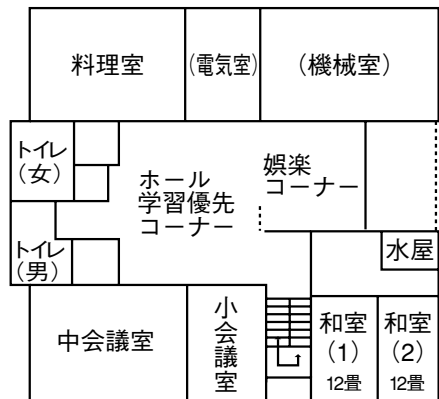 料理室
(電気室)
(機械室)
トイレ
(女)
ホール
学習優先
コーナー
娯楽
コーナー
トイレ
(男)
水屋
中会議室
小会議室
和室
(1)
12畳
和室
(2)
12畳